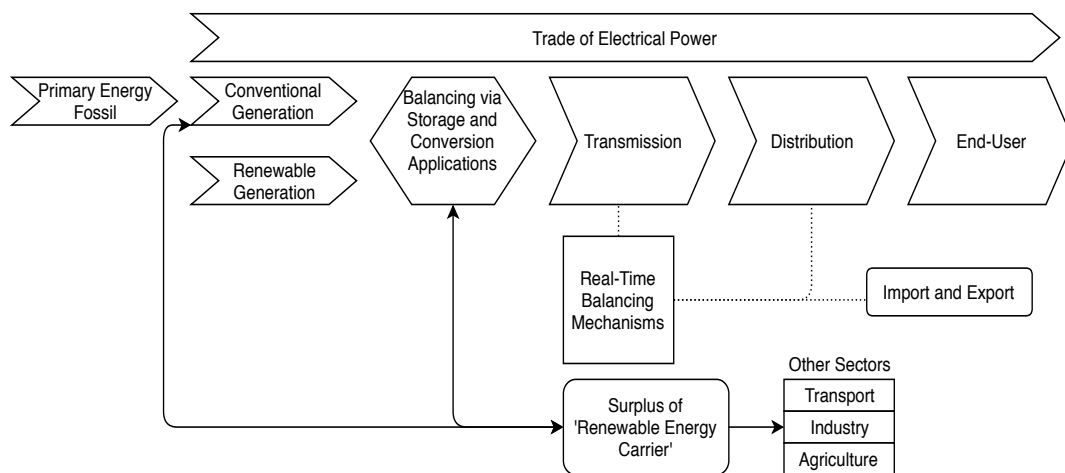 Trade of Electrical Power
Primary Energy
Fossil
Conventional
Generation
Renewable
Generation
Balancing via
Storage and
Conversion
Applications
Transmission
Distribution
End-User
Real-Time
Balancing
Mechanisms
Import and Export
Surplus of
'Renewable Energy
Carrier'
Other Sectors
Transport
Industry
Agriculture